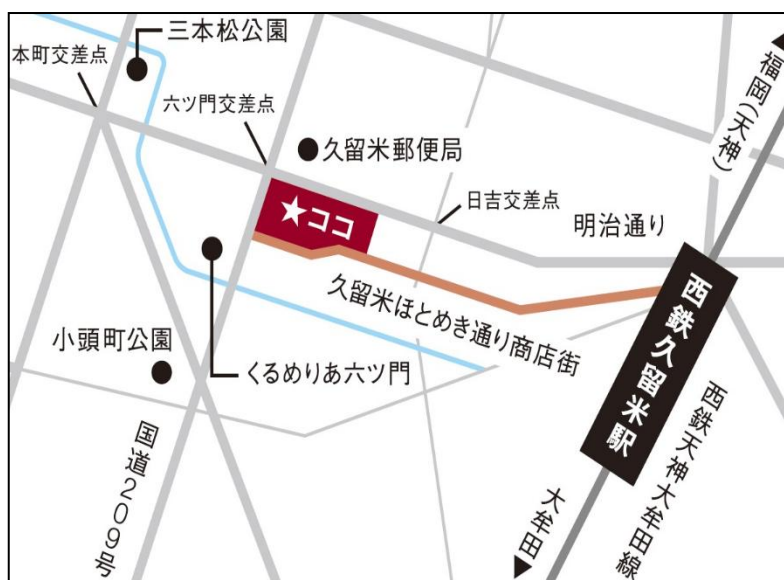 三本松公園
本町交差点
六ツ門交差点
久留米郵便局
福岡(天神)
日吉交差点
明治通り
★ココ
久留米ほとめき通り商店街
西鉄久留米駅
小頭町公園
くるめりあ六ツ門
西鉄天神大牟田線
国道209号
大牟田